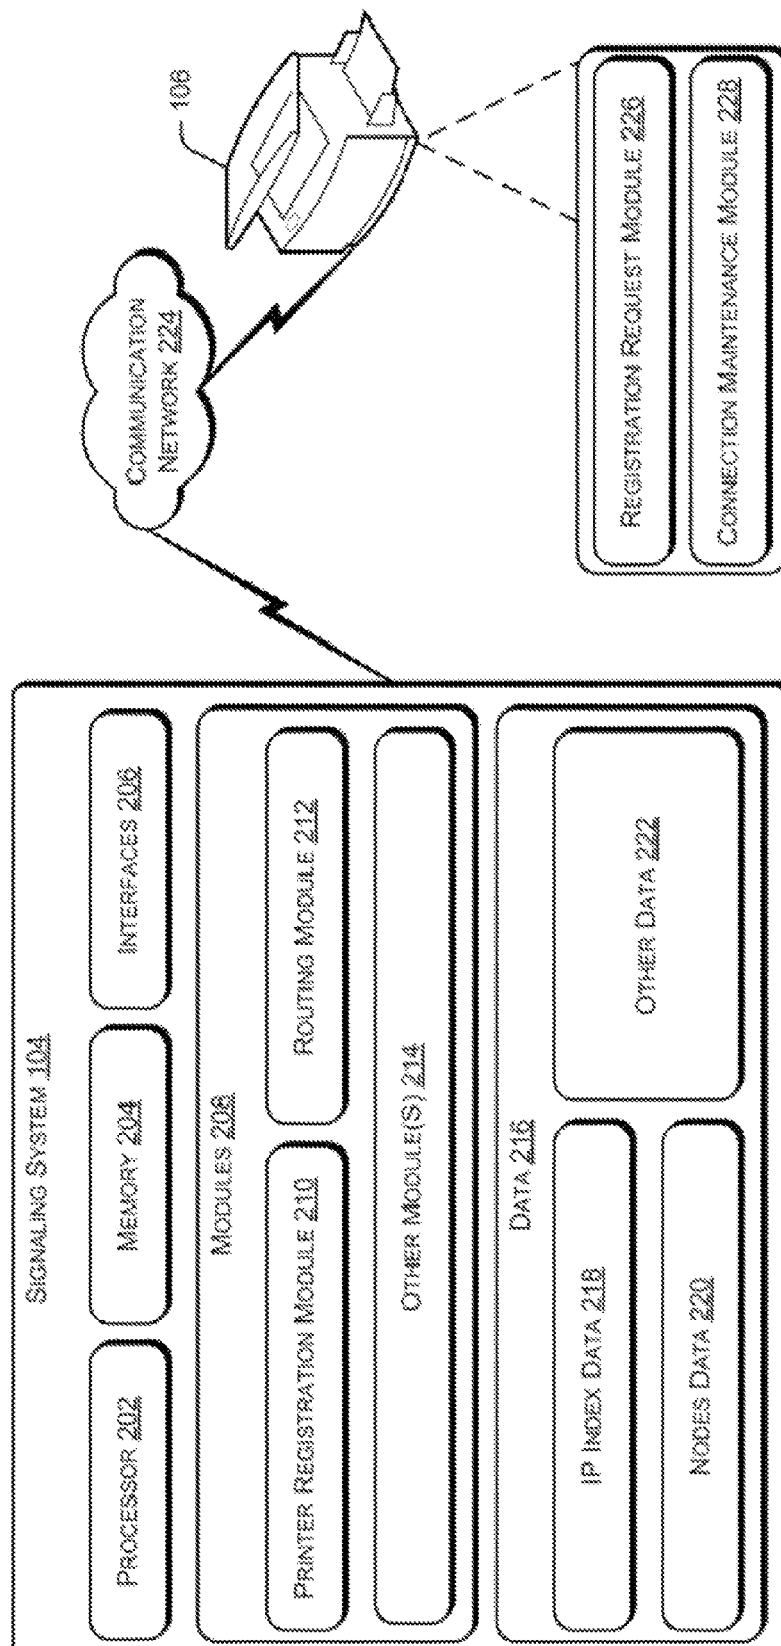 SIGNALING SYSTEM 104
PROCESSOR 202
MEMORY 204
INTERFACES 206
MODULES 208
PRINTER REGISTRATION MODULE 210
ROUTING MODULE 212
OTHER MODULE(S) 214
DATA 216
IP INDEX DATA 218
NODES DATA 220
OTHER DATA 222
COMMUNICATION
NETWORK 224
106
REGISTRATION REQUEST MODULE 226
CONNECTION MAINTENANCE MODULE 228